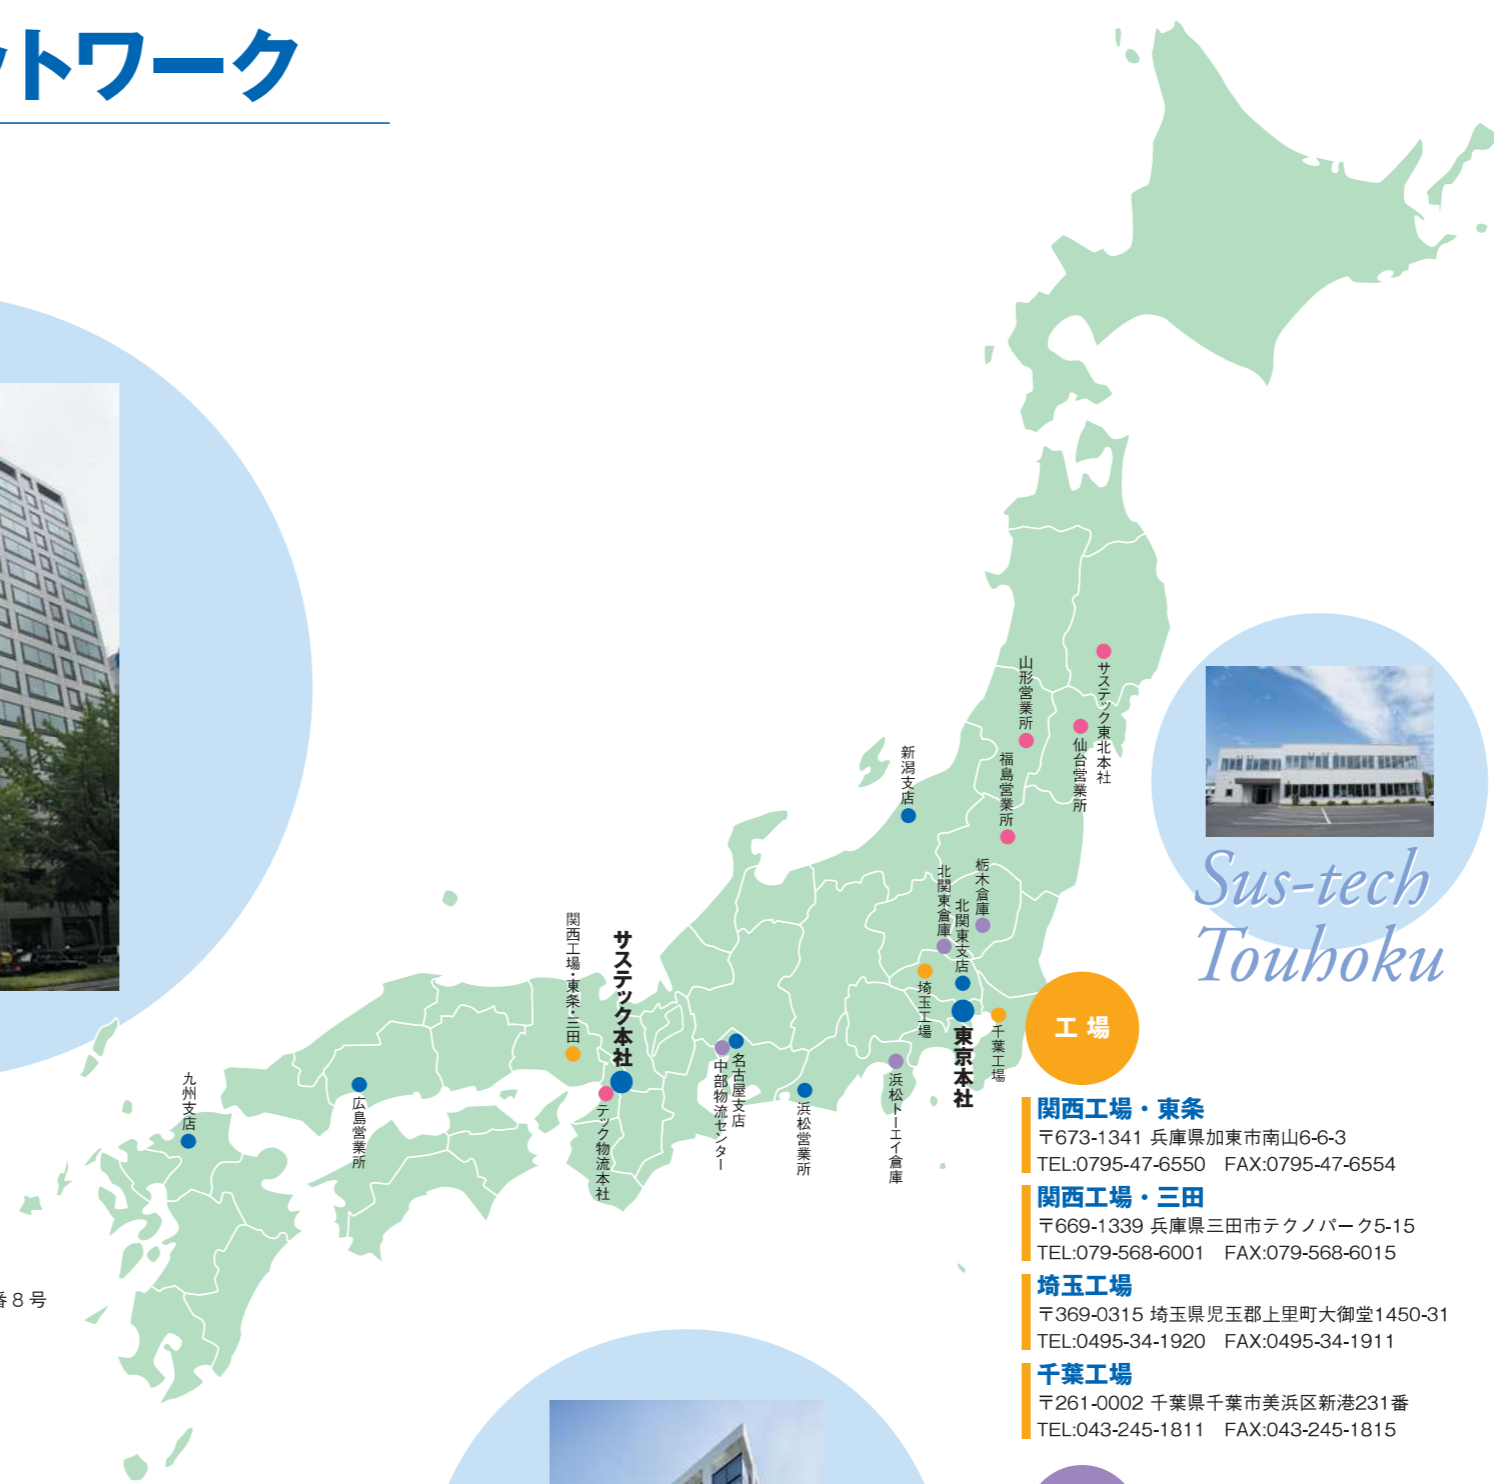 ットワーク
山形営業所
サステック東北本社
仙台営業所
福島営業所
新潟支店
栃木倉庫
北関東倉庫
北関東支店
埼玉工場
東京本社
千葉工場
関西工場・東条・三田
サステック本社
テック物流本社
名古屋支店
中部物流センター
浜松営業所
浜松トーエイ倉庫
九州支店
広島営業所
Sus-tech
Touhoku
番8号
工場
関西工場・東条
〒673-1341 兵庫県加東市南山6-6-3
TEL:0795-47-6550 FAX:0795-47-6554
関西工場・三田
〒669-1339 兵庫県三田市テクノパーク5-15
TEL:079-568-6001 FAX:079-568-6015
埼玉工場
〒369-0315 埼玉県児玉郡上里町大御堂1450-31
TEL:0495-34-1920 FAX:0495-34-1911
千葉工場
〒261-0002 千葉県千葉市美浜区新港231番
TEL:043-245-1811 FAX:043-245-1815